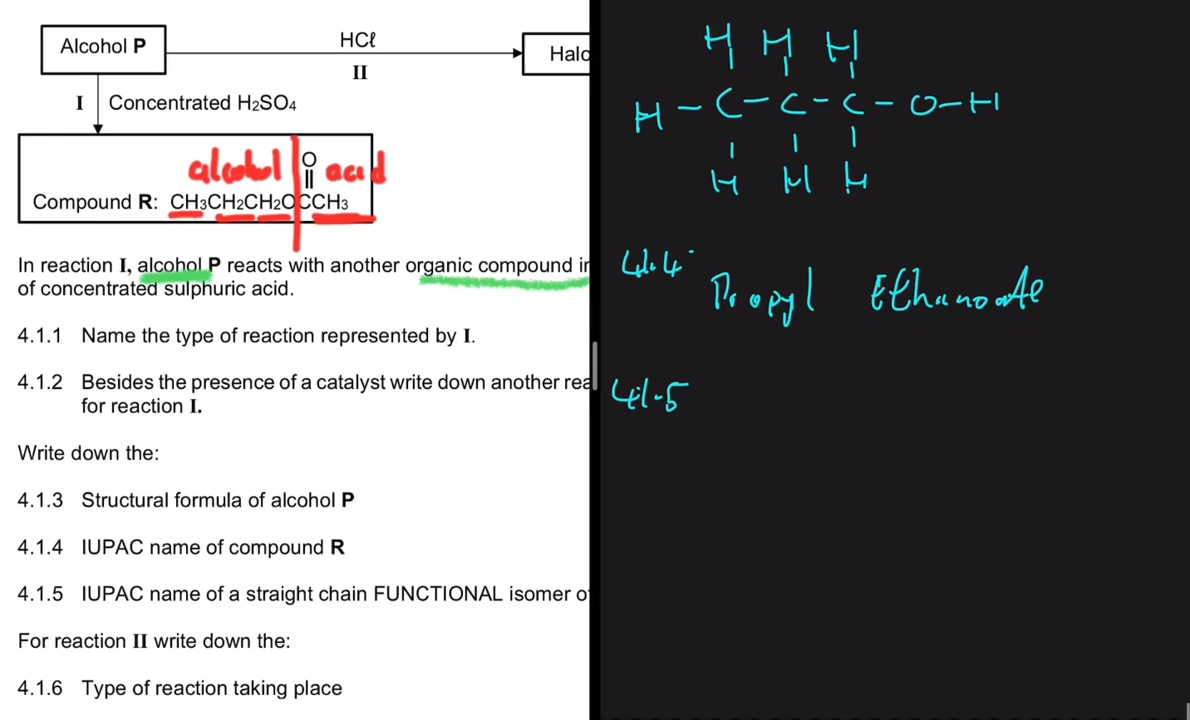 Alcohol P
HCℓ
II
Halo
I Concentrated H2SO4
alcohol acid
O
Compound R: CH3CH2CH2OCCH3
In reaction I, alcohol P reacts with another organic compound in
of concentrated sulphuric acid.
4.1.1 Name the type of reaction represented by I.
4.1.2 Besides the presence of a catalyst write down another rea
for reaction I.
Write down the:
4.1.3 Structural formula of alcohol P
4.1.4 IUPAC name of compound R
4.1.5 IUPAC name of a straight chain FUNCTIONAL isomer o
For reaction II write down the:
4.1.6 Type of reaction taking place
H H H
H - C - C - C - O - H
H H H
4.1.4
Propyl Ethanoate
4.1.5